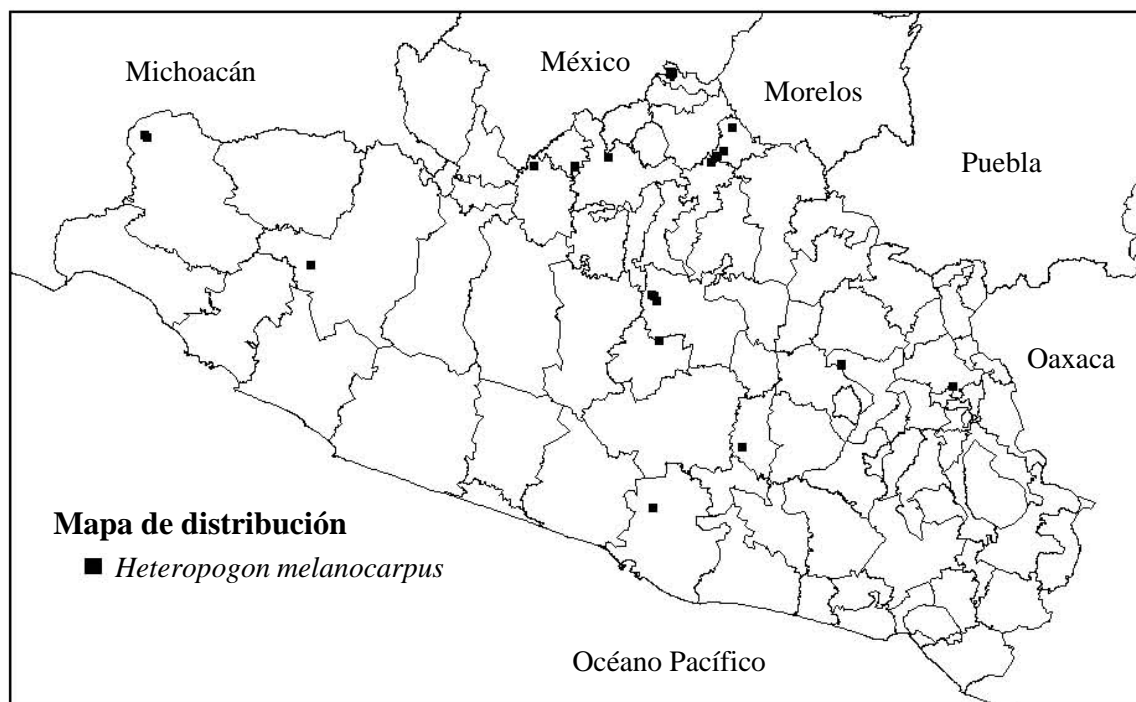 Michoacán
México
Morelos
Puebla
Oaxaca
Mapa de distribución
Heteropogon melanocarpus
Océano Pacífico